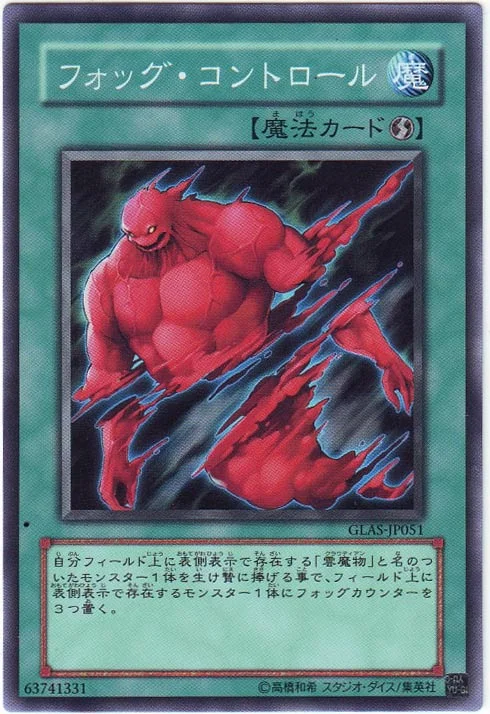 フォッグ・コントロール 魔
【魔法カード】
GLAS-JP051
自分フィールド上に表側表示で存在する「雲魔物」と名のつ
いたモンスター1体を生け贄に捧げる事で、フィールド上に
表側表示で存在するモンスター1体にフォッグカウンターを
3つ置く。
63741331 ©高橋和希 スタジオ・ダイス/集英社